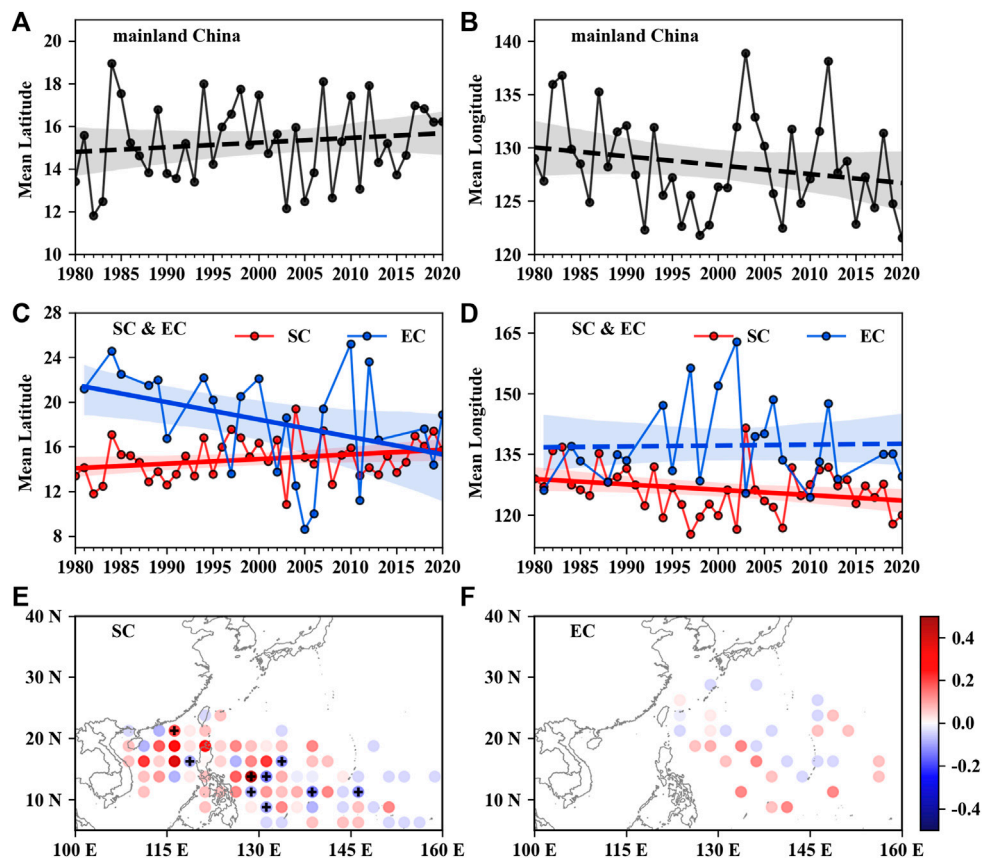 A
mainland China
Mean Latitude
20
18
16
14
12
10
1980 1985 1990 1995 2000 2005 2010 2015 2020
B
mainland China
Mean Longitude
140
135
130
125
120
1980 1985 1990 1995 2000 2005 2010 2015 2020
C
SC & EC
SC
EC
Mean Latitude
28
24
20
16
12
8
1980 1985 1990 1995 2000 2005 2010 2015 2020
D
SC & EC
SC
EC
Mean Longitude
165
150
135
120
1980 1985 1990 1995 2000 2005 2010 2015 2020
E
SC
40 N
30 N
20 N
10 N
100 E 115 E 130 E 145 E 160 E
F
EC
40 N
30 N
20 N
10 N
100 E 115 E 130 E 145 E 160 E
0.4
0.2
0.0
-0.2
-0.4